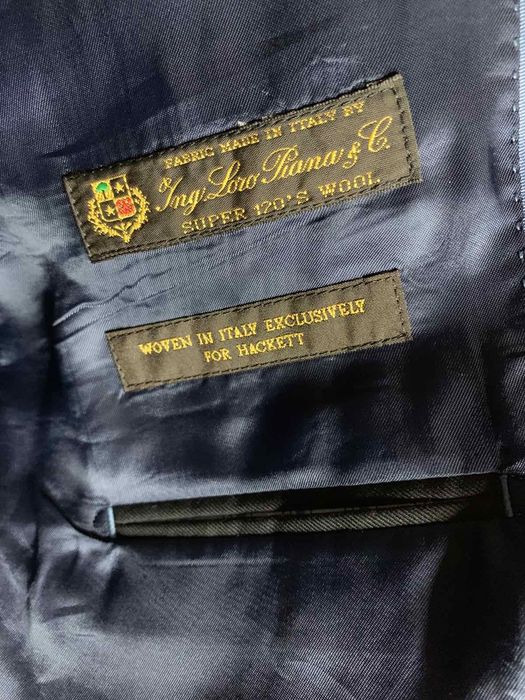 FABRIC MADE IN ITALY BY
Ing. Loro Piana & C.
SUPER 120'S WOOL
WOVEN IN ITALY EXCLUSIVELY
FOR HACKETT